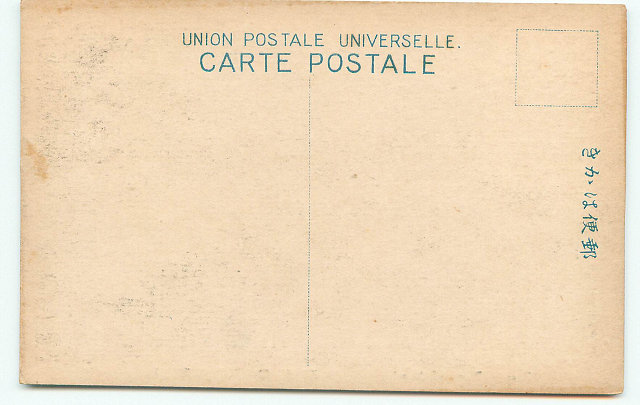 UNION POSTALE UNIVERSELLE.
CARTE POSTALE
きかは便郵